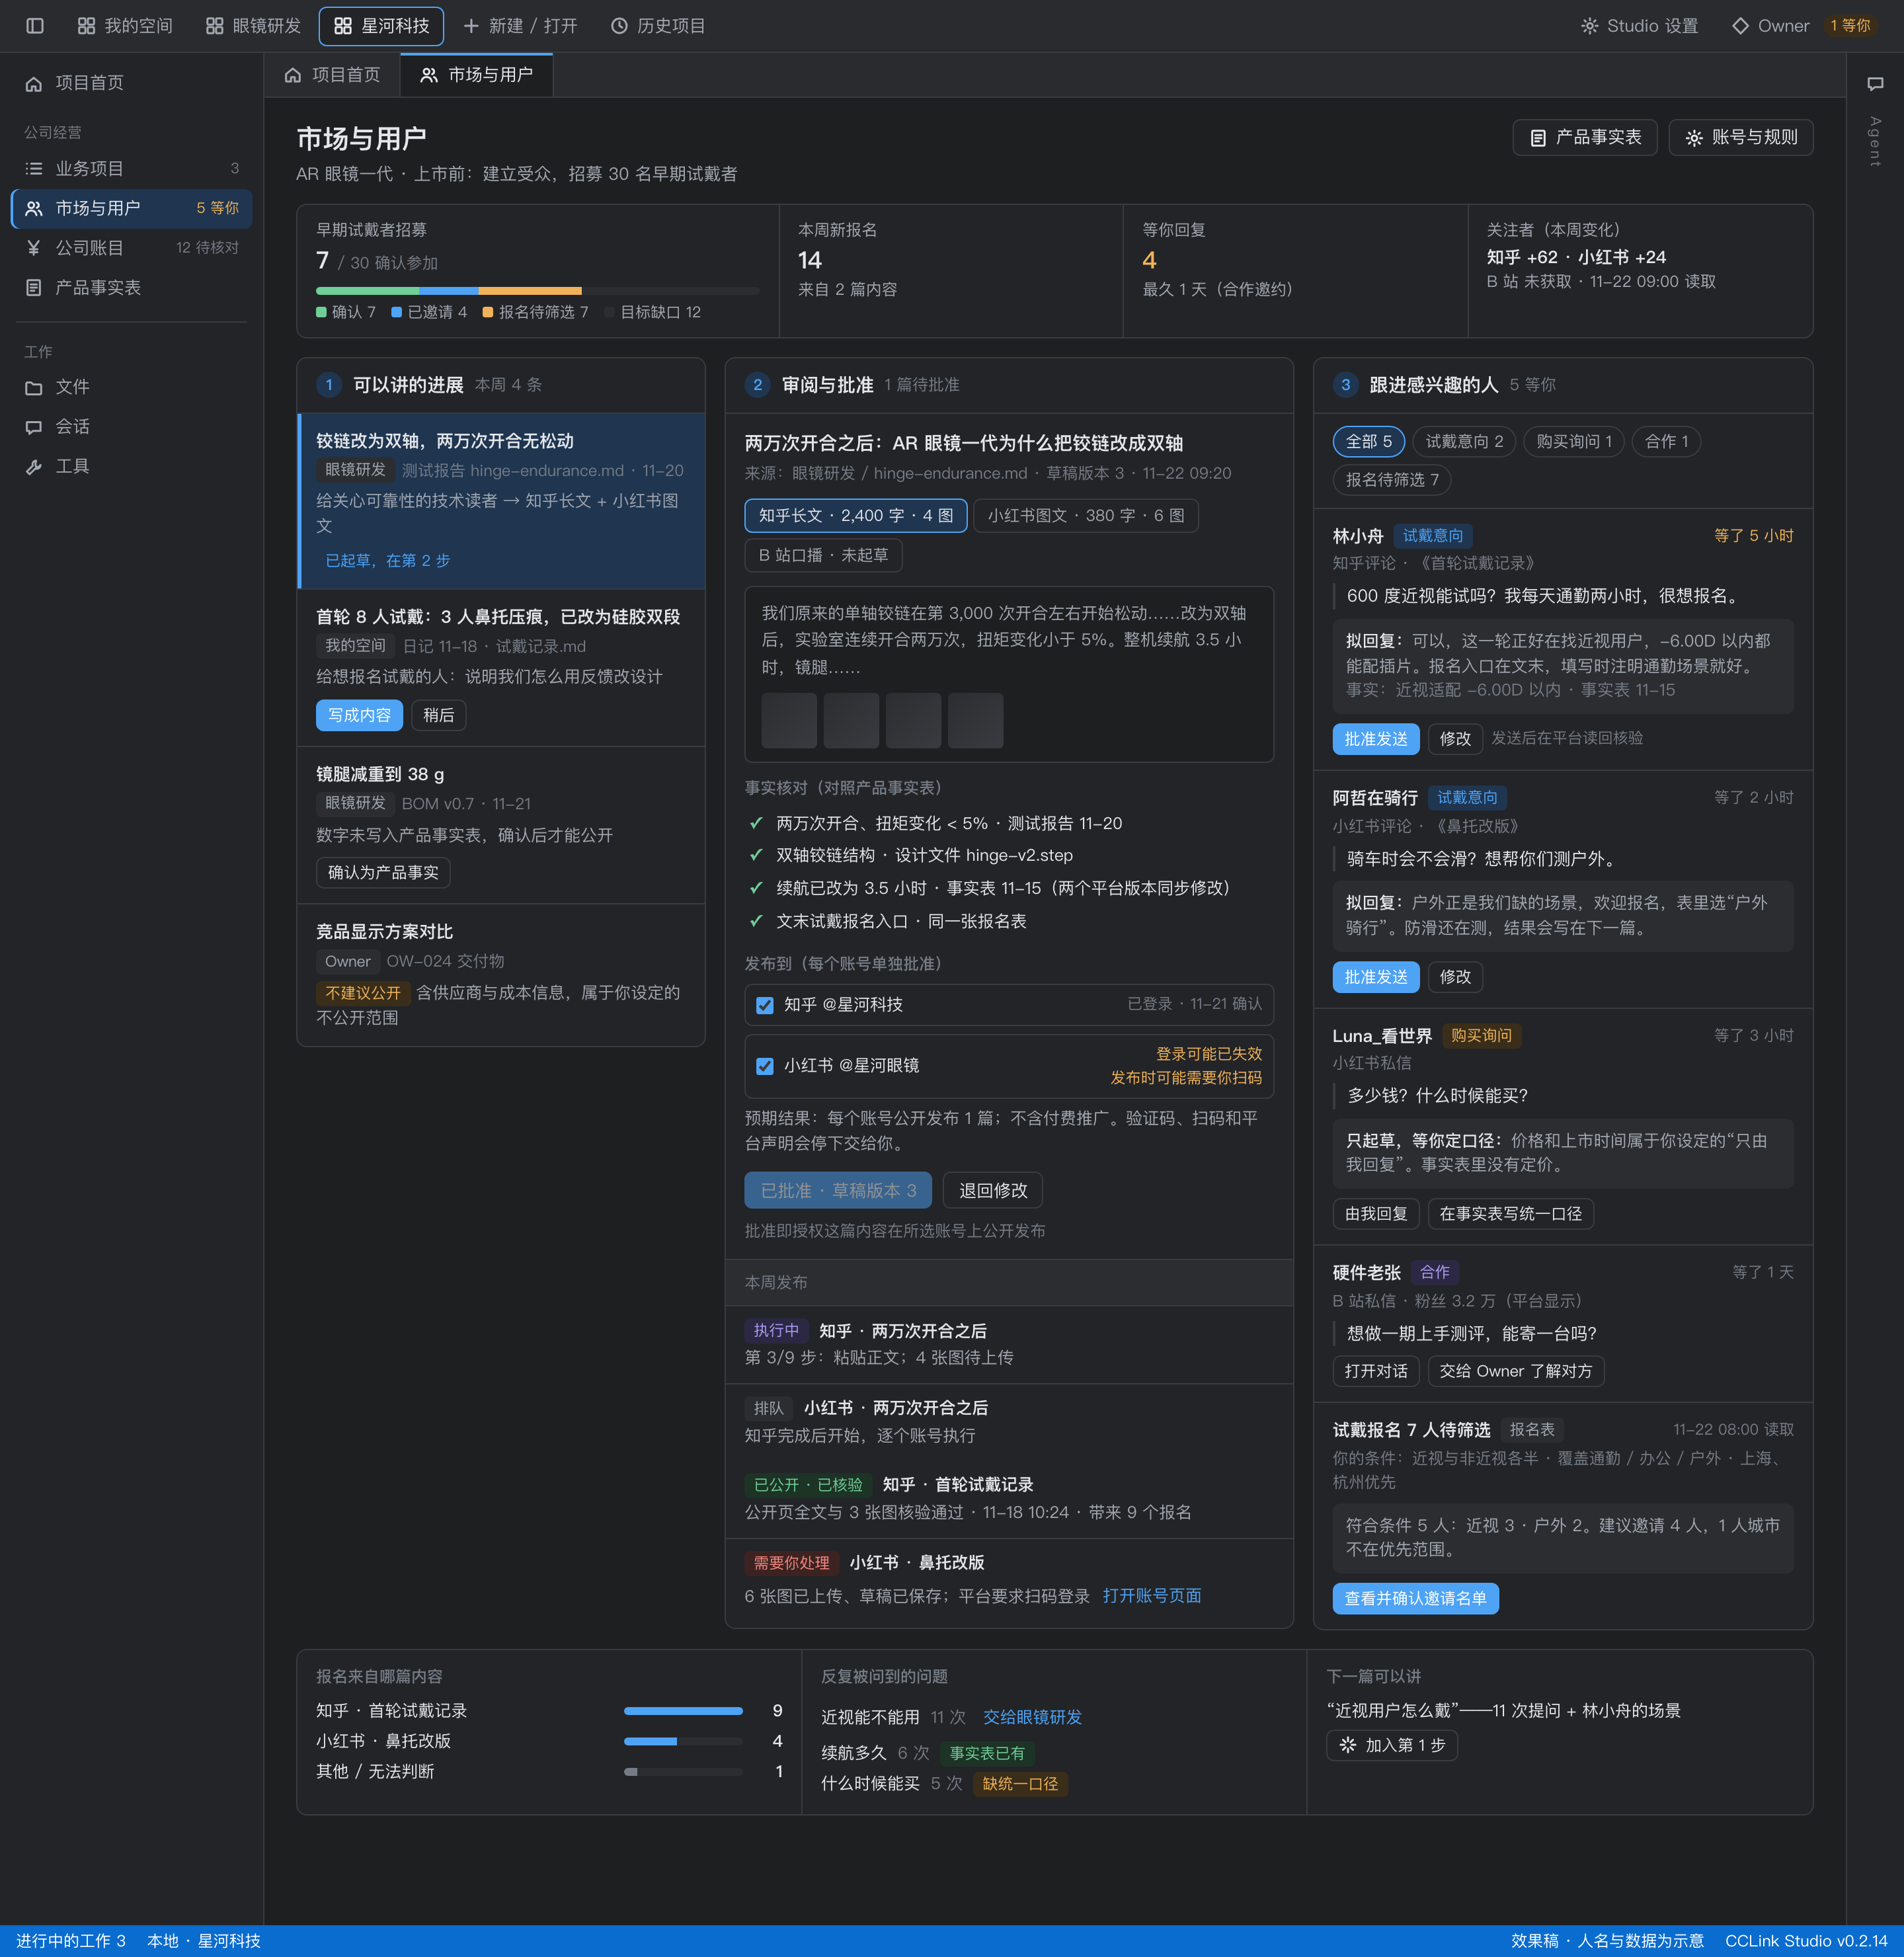 我的空间
眼镜研发
星河科技
新建 / 打开
历史项目
Studio 设置
Owner
1 等你
项目首页
公司经营
业务项目 3
市场与用户 5 等你
公司账目 12 待核对
产品事实表
工作
文件
会话
工具
项目首页
市场与用户
Agent
市场与用户
AR 眼镜一代 · 上市前：建立受众，招募 30 名早期试戴者
产品事实表
账号与规则
早期试戴者招募
7 / 30 确认参加
确认 7 已邀请 4 报名待筛选 7 目标缺口 12
本周新报名
14
来自 2 篇内容
等你回复
4
最久 1 天（合作邀约）
关注者（本周变化）
知乎 +62 · 小红书 +24
B 站 未获取 · 11-22 09:00 读取
1 可以讲的进展 本周 4 条
铰链改为双轴，两万次开合无松动
眼镜研发 测试报告 hinge-endurance.md · 11-20
给关心可靠性的技术读者 → 知乎长文 + 小红书图
文
已起草，在第 2 步
首轮 8 人试戴：3 人鼻托压痕，已改为硅胶双段
我的空间 日记 11-18 · 试戴记录.md
给想报名试戴的人：说明我们怎么用反馈改设计
写成内容 稍后
镜腿减重到 38 g
眼镜研发 BOM v0.7 · 11-21
数字未写入产品事实表，确认后才能公开
确认为产品事实
竞品显示方案对比
Owner OW-024 交付物
不建议公开 含供应商与成本信息，属于你设定的
不公开范围
2 审阅与批准 1 篇待批准
两万次开合之后：AR 眼镜一代为什么把铰链改成双轴
来源：眼镜研发 / hinge-endurance.md · 草稿版本 3 · 11-22 09:20
知乎长文 · 2,400 字 · 4 图
小红书图文 · 380 字 · 6 图
B 站口播 · 未起草
我们原来的单轴铰链在第 3,000 次开合左右开始松动……改为双轴
后，实验室连续开合两万次，扭矩变化小于 5%。整机续航 3.5 小
时，镜腿……
事实核对（对照产品事实表）
两万次开合、扭矩变化 < 5% · 测试报告 11-20
双轴铰链结构 · 设计文件 hinge-v2.step
续航已改为 3.5 小时 · 事实表 11-15（两个平台版本同步修改）
文末试戴报名入口 · 同一张报名表
发布到（每个账号单独批准）
知乎 @星河科技 已登录 · 11-21 确认
小红书 @星河眼镜 登录可能已失效
发布时可能需要你扫码
预期结果：每个账号公开发布 1 篇；不含付费推广。验证码、扫码和平
台声明会停下交给你。
已批准 · 草稿版本 3 退回修改
批准即授权这篇内容在所选账号上公开发布
本周发布
执行中 知乎 · 两万次开合之后
第 3/9 步：粘贴正文；4 张图待上传
排队 小红书 · 两万次开合之后
知乎完成后开始，逐个账号执行
已公开 · 已核验 知乎 · 首轮试戴记录
公开页全文与 3 张图核验通过 · 11-18 10:24 · 带来 9 个报名
需要你处理 小红书 · 鼻托改版
6 张图已上传、草稿已保存；平台要求扫码登录 打开账号页面
3 跟进感兴趣的人 5 等你
全部 5 试戴意向 2 购买询问 1 合作 1
报名待筛选 7
林小舟 试戴意向 等了 5 小时
知乎评论 · 《首轮试戴记录》
600 度近视能试吗？我每天通勤两小时，很想报名。
拟回复：可以，这一轮正好在找近视用户，-6.00D 以内都
能配插片。报名入口在文末，填写时注明通勤场景就好。
事实：近视适配 -6.00D 以内 · 事实表 11-15
批准发送 修改 发送后在平台读回核验
阿哲在骑行 试戴意向 等了 2 小时
小红书评论 · 《鼻托改版》
骑车时会不会滑？想帮你们测户外。
拟回复：户外正是我们缺的场景，欢迎报名，表里选“户外
骑行”。防滑还在测，结果会写在下一篇。
批准发送 修改
Luna_看世界 购买询问 等了 3 小时
小红书私信
多少钱？什么时候能买？
只起草，等你定口径：价格和上市时间属于你设定的“只由
我回复”。事实表里没有定价。
由我回复 在事实表写统一口径
硬件老张 合作 等了 1 天
B 站私信 · 粉丝 3.2 万（平台显示）
想做一期上手测评，能寄一台吗？
打开对话 交给 Owner 了解对方
试戴报名 7 人待筛选 报名表 11-22 08:00 读取
你的条件：近视与非近视各半 · 覆盖通勤 / 办公 / 户外 · 上海、
杭州优先
符合条件 5 人：近视 3 · 户外 2。建议邀请 4 人，1 人城市
不在优先范围。
查看并确认邀请名单
报名来自哪篇内容
知乎 · 首轮试戴记录 9
小红书 · 鼻托改版 4
其他 / 无法判断 1
反复被问到的问题
近视能不能用 11 次 交给眼镜研发
续航多久 6 次 事实表已有
什么时候能买 5 次 缺统一口径
下一篇可以讲
“近视用户怎么戴”——11 次提问 + 林小舟的场景
加入第 1 步
进行中的工作 3 本地 · 星河科技
效果稿 · 人名与数据为示意 CCLink Studio v0.2.14